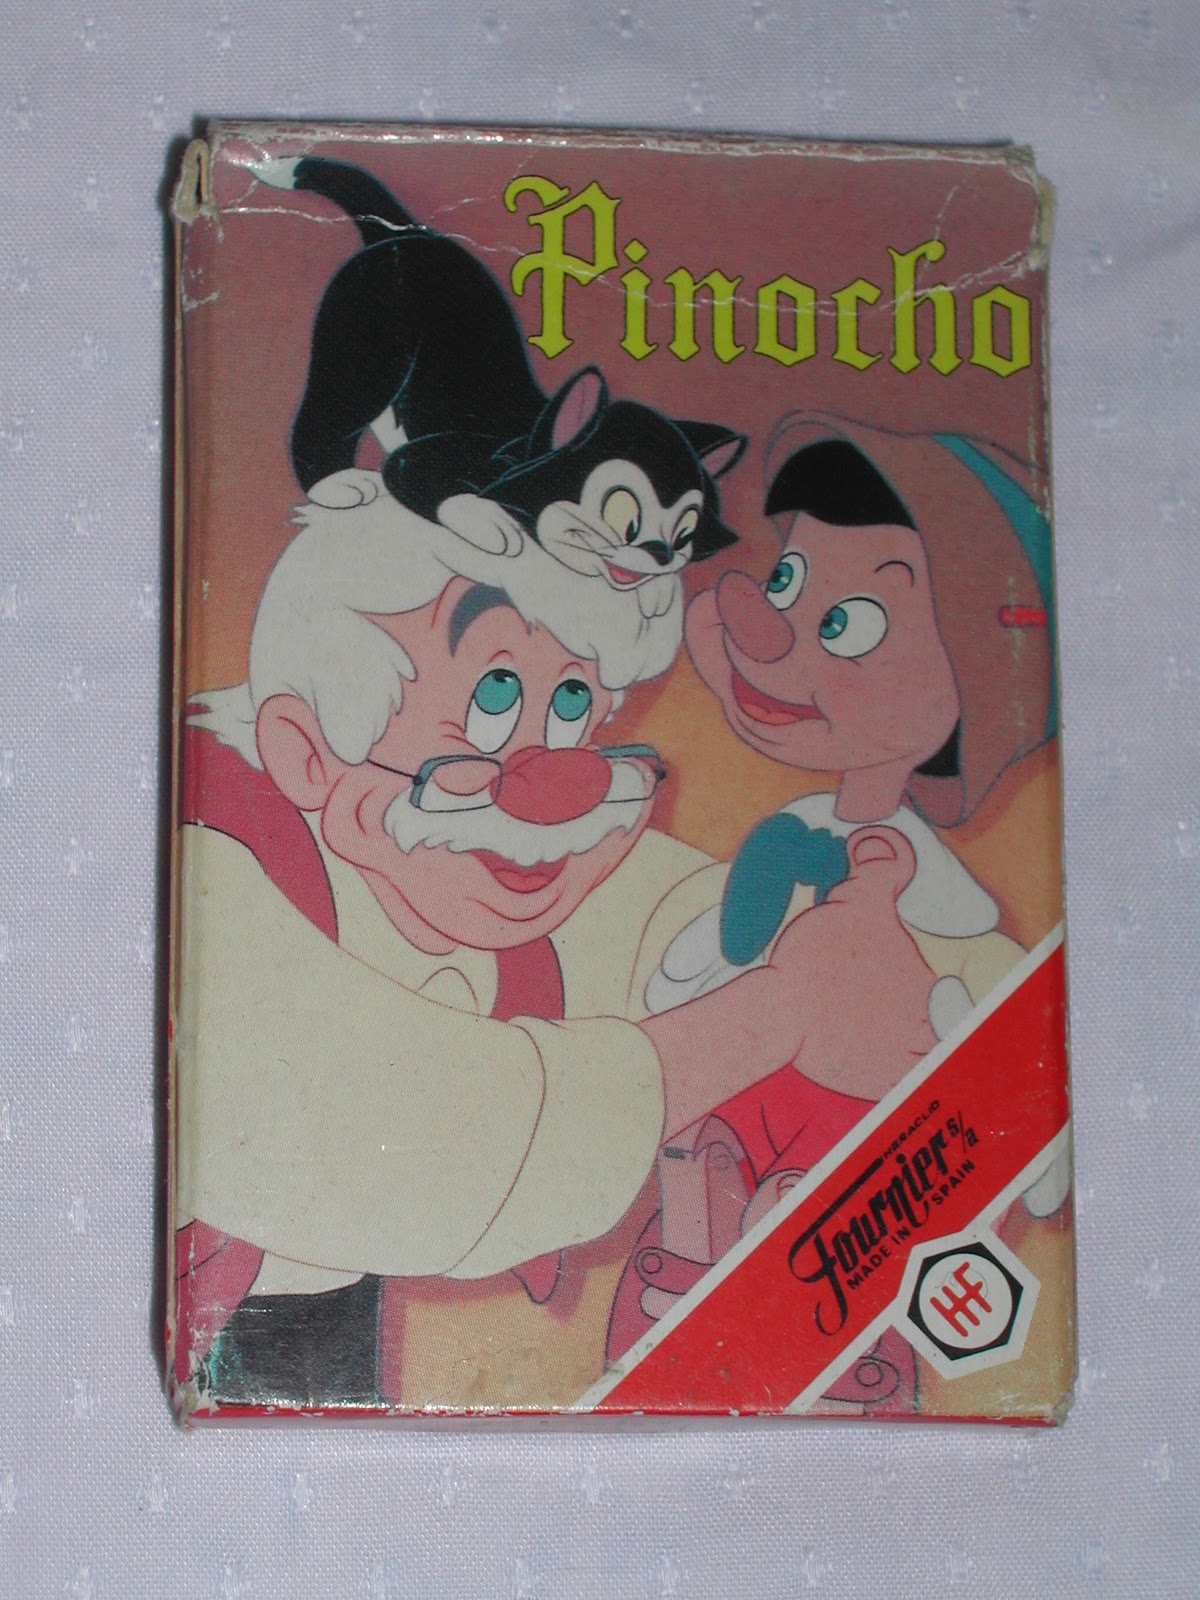 Pinocho
HERACLIO
Fournier s/a
MADE IN SPAIN
HF